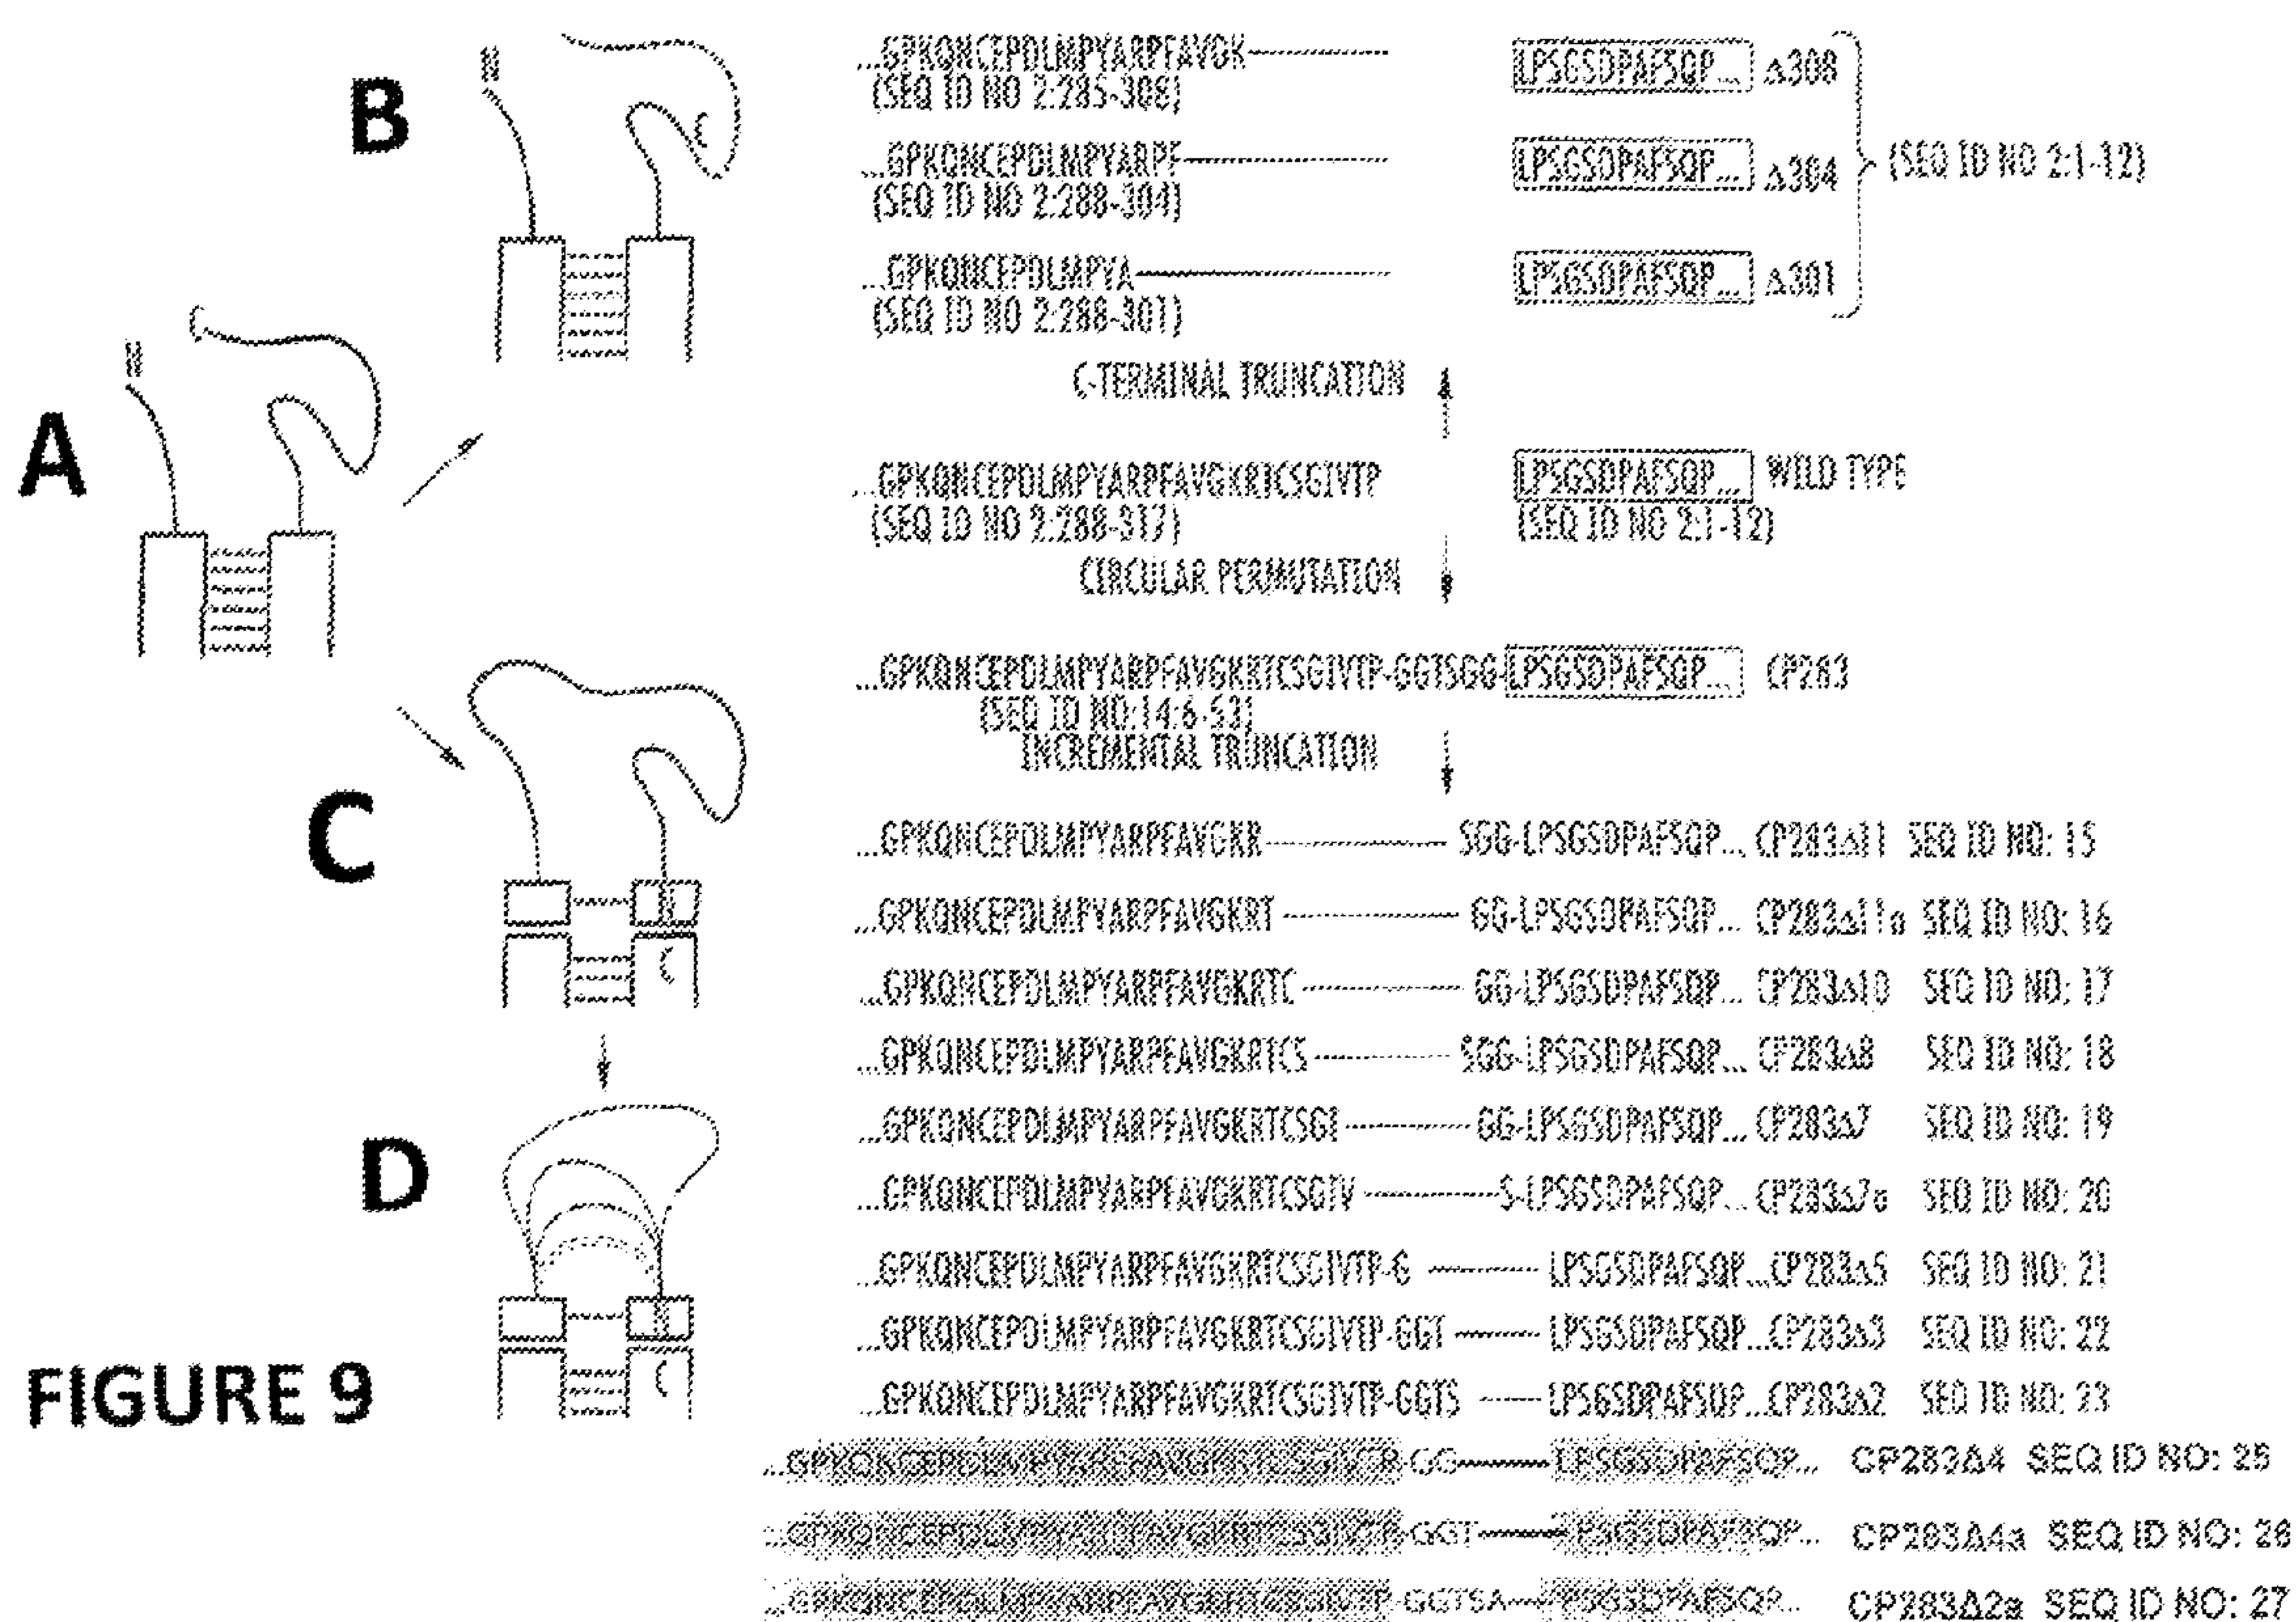 B
N
C
...GPKQNCEPDLMPYARPFAVGK LPSGSDPAFSQP... Δ308
(SEQ ID NO 2:285-308)
...GPKQNCEPDLMPYARPF LPSGSDPAFSQP... Δ304 (SEQ ID NO 2:1-12)
(SEQ ID NO 2:288-304)
...GPKQNCEPDLMPYA LPSGSDPAFSQP... Δ301
(SEQ ID NO 2:288-301)
C-TERMINAL TRUNCATION
A
N
C
...GPKQNCEPDLMPYARPFAVGKRTCSGIVTP LPSGSDPAFSQP... WILD TYPE
(SEQ ID NO 2:288-317) (SEQ ID NO 2:1-12)
CIRCULAR PERMUTATION
...GPKQNCEPDLMPYARPFAVGKRTCSGIVTP-GGTSGG-LPSGSDPAFSQP... CP283
(SEQ ID NO:14:6-53)
INCREMENTAL TRUNCATION
C
N
C
...GPKQNCEPDLMPYARPFAVGKR SGG-LPSGSDPAFSQP... CP283Δ11 SEQ ID NO: 15
...GPKQNCEPDLMPYARPFAVGKRT GG-LPSGSDPAFSQP... CP283Δ11a SEQ ID NO: 16
...GPKQNCEPDLMPYARPFAVGKRTC GG-LPSGSDPAFSQP... CP283Δ10 SEQ ID NO: 17
...GPKQNCEPDLMPYARPFAVGKRTCS SGG-LPSGSDPAFSQP... CP283Δ8 SEQ ID NO: 18
...GPKQNCEPDLMPYARPFAVGKRTCSGI GG-LPSGSDPAFSQP... CP283Δ7 SEQ ID NO: 19
...GPKQNCEPDLMPYARPFAVGKRTCSGIV S-LPSGSDPAFSQP... CP283Δ7a SEQ ID NO: 20
...GPKQNCEPDLMPYARPFAVGKRTCSGIVTP-G LPSGSDPAFSQP...CP283Δ5 SEQ ID NO: 21
...GPKQNCEPDLMPYARPFAVGKRTCSGIVTP-GGT LPSGSDPAFSQP...CP283Δ3 SEQ ID NO: 22
...GPKQNCEPDLMPYARPFAVGKRTCSGIVTP-GGTS LPSGSDPAFSQP...CP283Δ2 SEQ ID NO: 23
D
N
C
FIGURE 9
...GPKQNCEPDLMPYARPFAVGKRTCSGIVTP-GG LPSGSDPAFSQP... CP283Δ4 SEQ ID NO: 25
...GPKQNCEPDLMPYARPFAVGKRTCSGIVTP-GGT PSGSDPAFSQP... CP283Δ4a SEQ ID NO: 26
...GPKQNCEPDLMPYARPFAVGKRTCSGIVTP-GGTSA PSGSDPAFSQP... CP283Δ2a SEQ ID NO: 27